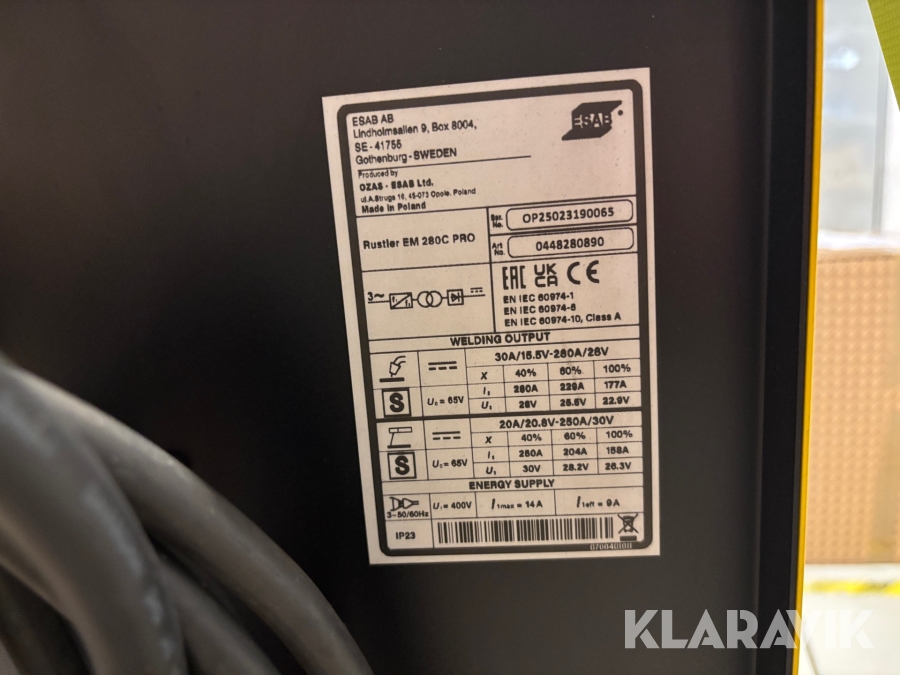 ESAB AB
Lindholmsallen 9, Box 8004,
SE - 41755
Gothenburg - SWEDEN
ESAB
Produced by
OZAS - ESAB Ltd.
ul.A.Struga 10, 45-073 Opole, Poland
Made in Poland
Rustler EM 280C PRO
Ser. No. OP25023190065
Art No. 0448280890
3~ f₁ f₂
EAC UK CA CE
EN IEC 60974-1
EN IEC 60974-6
EN IEC 60974-10, Class A
WELDING OUTPUT
30A/15.5V-280A/28V
X 40% 60% 100%
I₂ 280A 229A 177A
S U₀ = 65V U₂ 28V 25.5V 22.9V
20A/20.8V-250A/30V
X 40% 60% 100%
I₂ 250A 204A 158A
S U₀ = 65V U₂ 30V 28.2V 26.3V
ENERGY SUPPLY
3~50/60Hz U₁ = 400V I₁max = 14A I₁eff = 9A
IP23
KLARAVIK